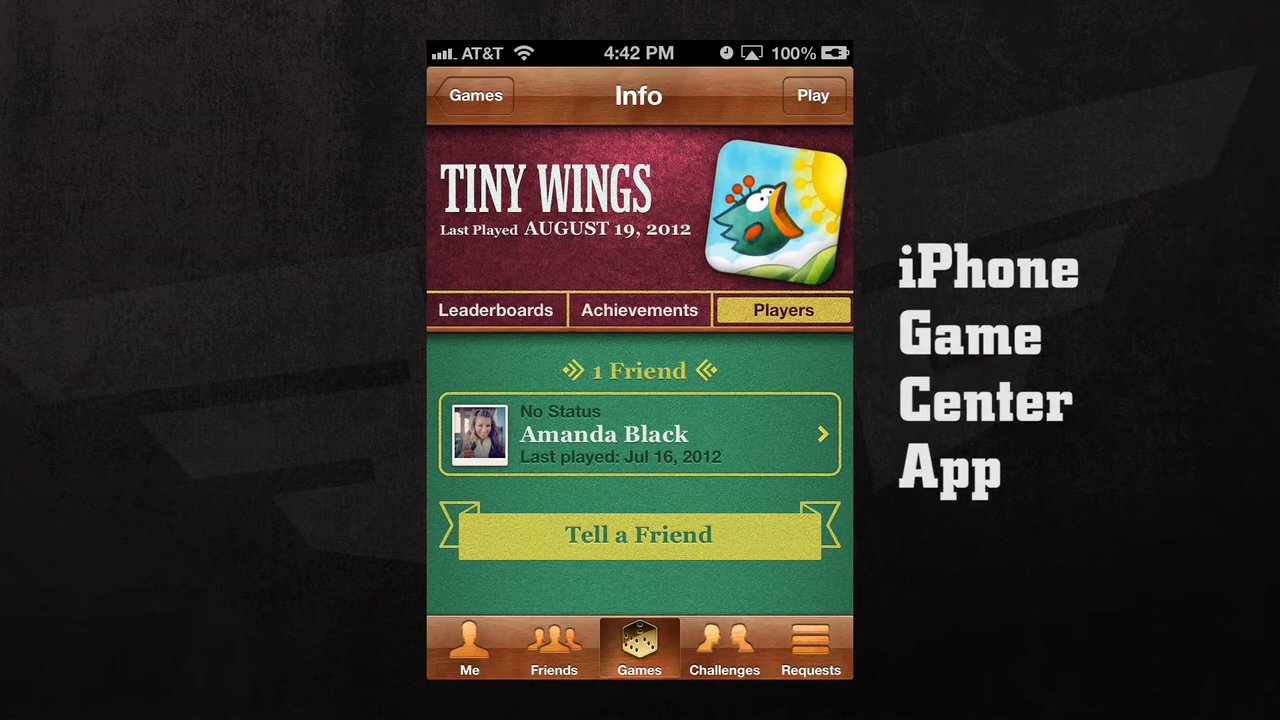 AT&T 4:42 PM 100%
Games Info Play
TINY WINGS
Last Played AUGUST 19, 2012
Leaderboards Achievements Players
1 Friend
No Status
Amanda Black
Last played: Jul 16, 2012
Tell a Friend
Me Friends Games Challenges Requests
iPhone
Game
Center
App